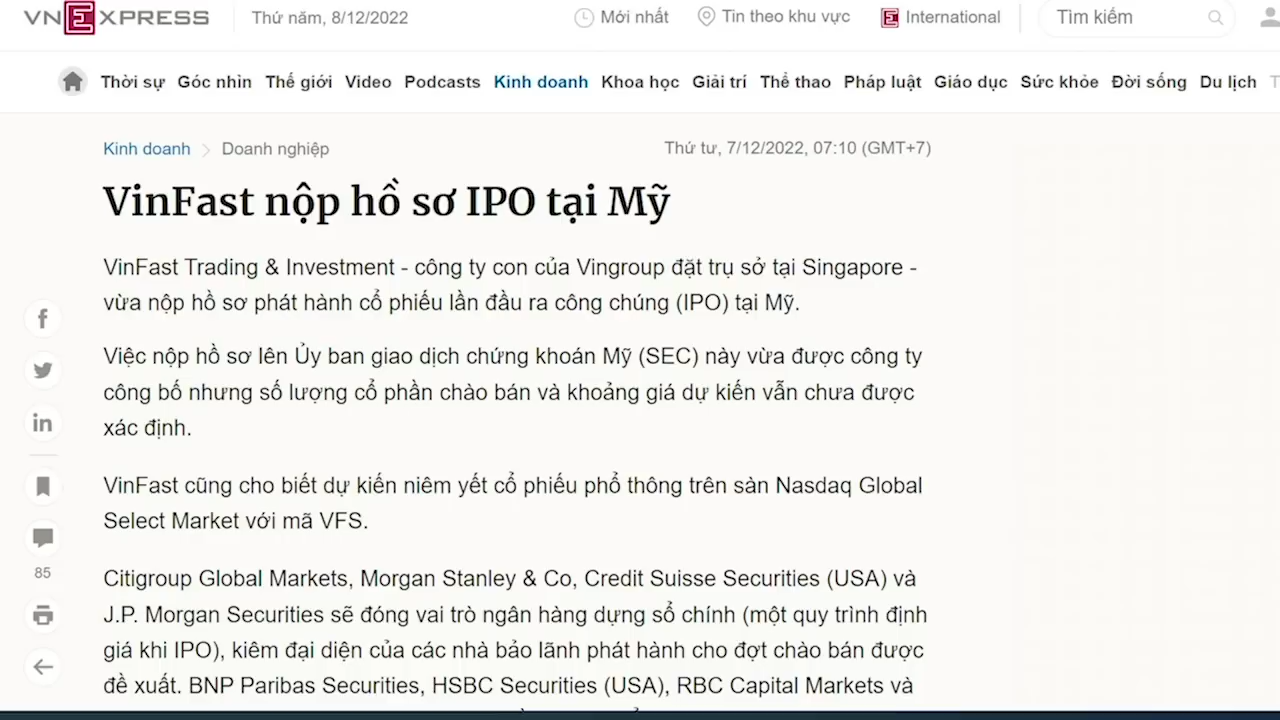 VNEXPRESS
Thứ năm, 8/12/2022
Mới nhất
Tin theo khu vực
International
Tìm kiếm
Thời sự Góc nhìn Thế giới Video Podcasts Kinh doanh Khoa học Giải trí Thể thao Pháp luật Giáo dục Sức khỏe Đời sống Du lịch
Kinh doanh > Doanh nghiệp
Thứ tư, 7/12/2022, 07:10 (GMT+7)
VinFast nộp hồ sơ IPO tại Mỹ
VinFast Trading & Investment - công ty con của Vingroup đặt trụ sở tại Singapore -
vừa nộp hồ sơ phát hành cổ phiếu lần đầu ra công chúng (IPO) tại Mỹ.
Việc nộp hồ sơ lên Ủy ban giao dịch chứng khoán Mỹ (SEC) này vừa được công ty
công bố nhưng số lượng cổ phần chào bán và khoảng giá dự kiến vẫn chưa được
xác định.
VinFast cũng cho biết dự kiến niêm yết cổ phiếu phổ thông trên sàn Nasdaq Global
Select Market với mã VFS.
85
Citigroup Global Markets, Morgan Stanley & Co, Credit Suisse Securities (USA) và
J.P. Morgan Securities sẽ đóng vai trò ngân hàng dựng sổ chính (một quy trình định
giá khi IPO), kiêm đại diện của các nhà bảo lãnh phát hành cho đợt chào bán được
đề xuất. BNP Paribas Securities, HSBC Securities (USA), RBC Capital Markets và